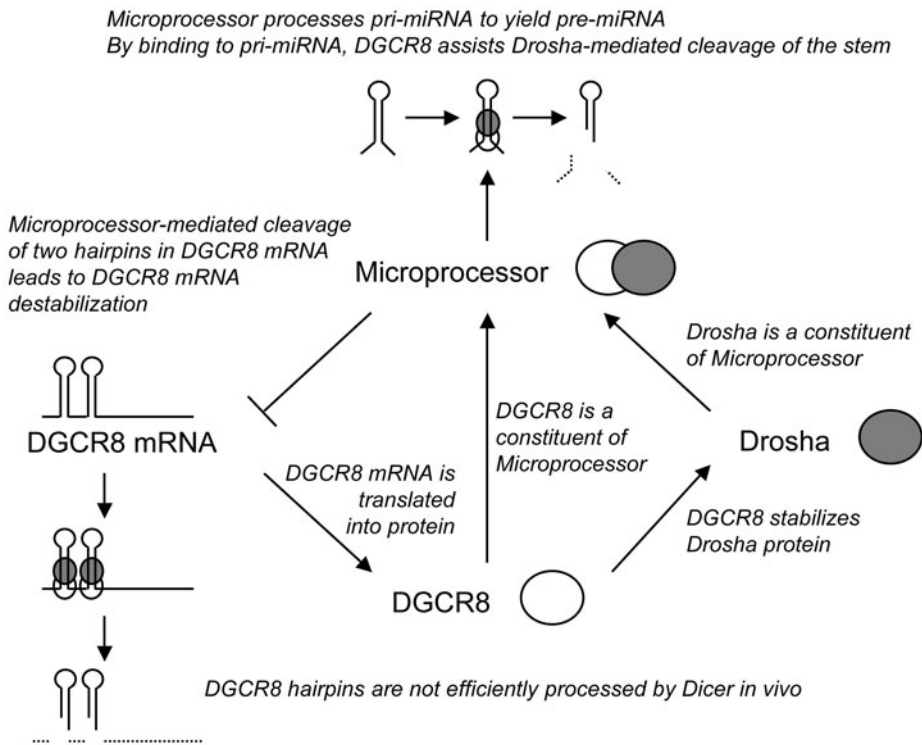 Microprocessor processes pri-miRNA to yield pre-miRNA
By binding to pri-miRNA, DGCR8 assists Drosha-mediated cleavage of the stem
Microprocessor-mediated cleavage
of two hairpins in DGCR8 mRNA
leads to DGCR8 mRNA
destabilization
Microprocessor
Drosha is a constituent
of Microprocessor
DGCR8 mRNA
DGCR8 is a
constituent of
Microprocessor
Drosha
DGCR8 mRNA is
translated
into protein
DGCR8 stabilizes
Drosha protein
DGCR8
DGCR8 hairpins are not efficiently processed by Dicer in vivo